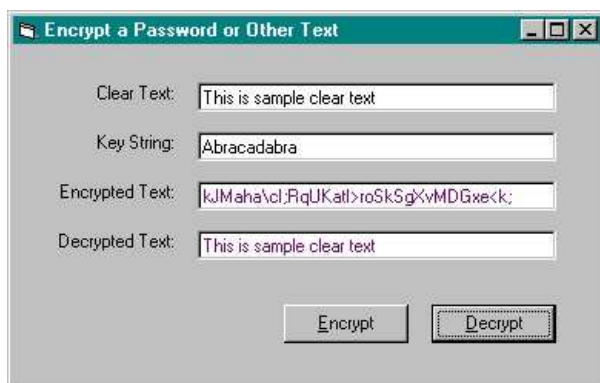 Encrypt a Password or Other Text
Clear Text: This is sample clear text
Key String: Abracadabra
Encrypted Text: kJMaha\cl;RqUKatl>roSkSgXvMDGxe<k;
Decrypted Text: This is sample clear text
Encrypt Decrypt